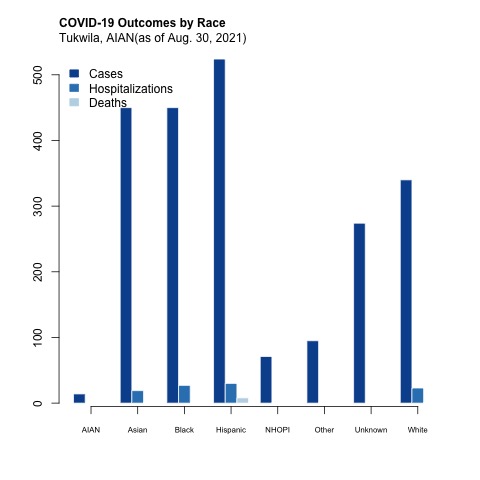 COVID-19 Outcomes by Race
Tukwila, AIAN(as of Aug. 30, 2021)
Cases
Hospitalizations
Deaths
500
400
300
200
100
0
AIAN Asian Black Hispanic NHOPI Other Unknown White